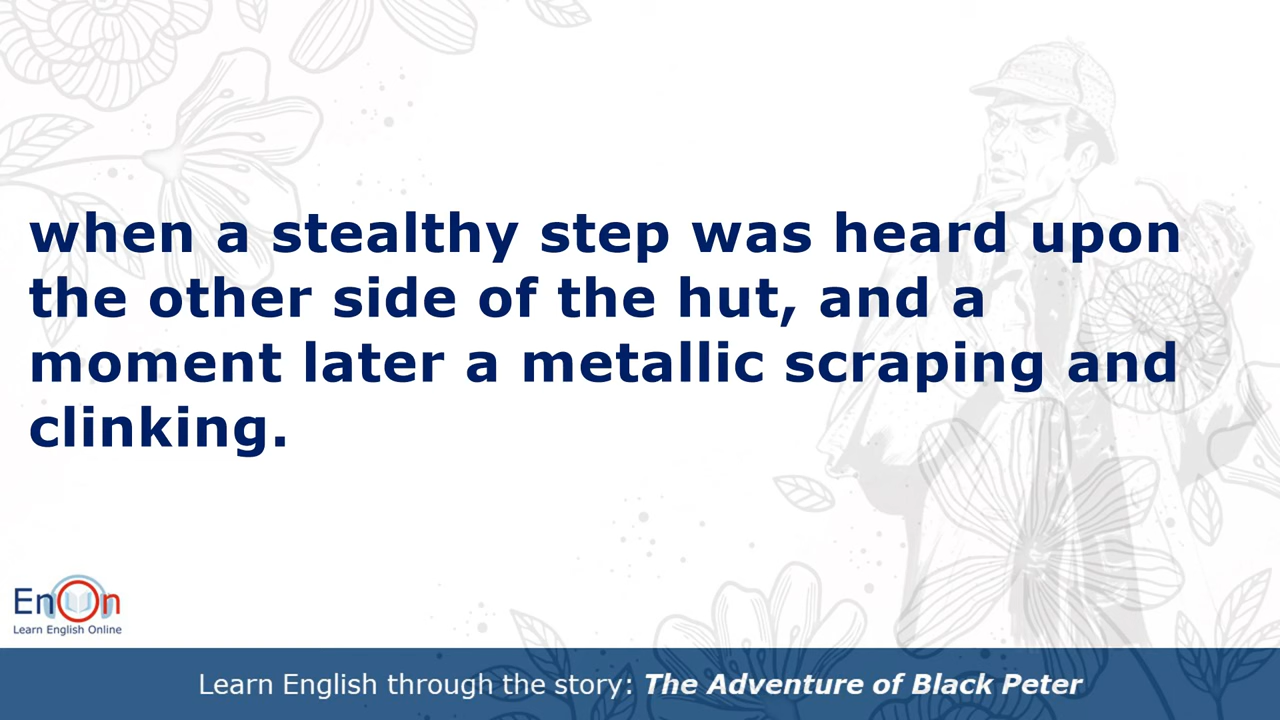 when a stealthy step was heard upon
the other side of the hut, and a
moment later a metallic scraping and
clinking.
EnOn
Learn English Online
Learn English through the story: The Adventure of Black Peter